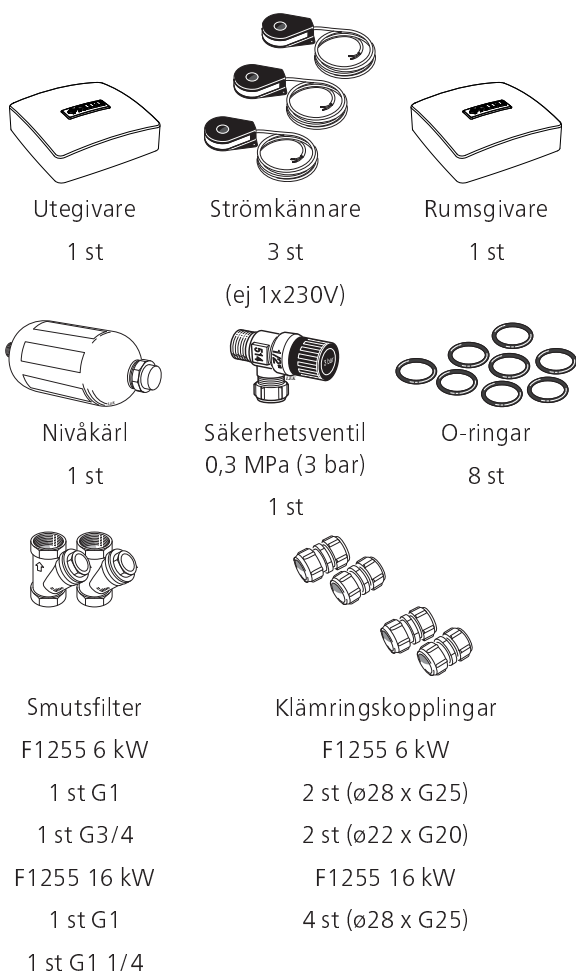 Utegivare
1 st
Strömkännare
3 st
(ej 1x230V)
Rumsgivare
1 st
Nivåkärl
1 st
1/2"
514
Säkerhetsventil
0,3 MPa (3 bar)
1 st
O-ringar
8 st
Smutsfilter
F1255 6 kW
1 st G1
1 st G3/4
F1255 16 kW
1 st G1
1 st G1 1/4
Klämringskopplingar
F1255 6 kW
2 st (ø28 x G25)
2 st (ø22 x G20)
F1255 16 kW
4 st (ø28 x G25)